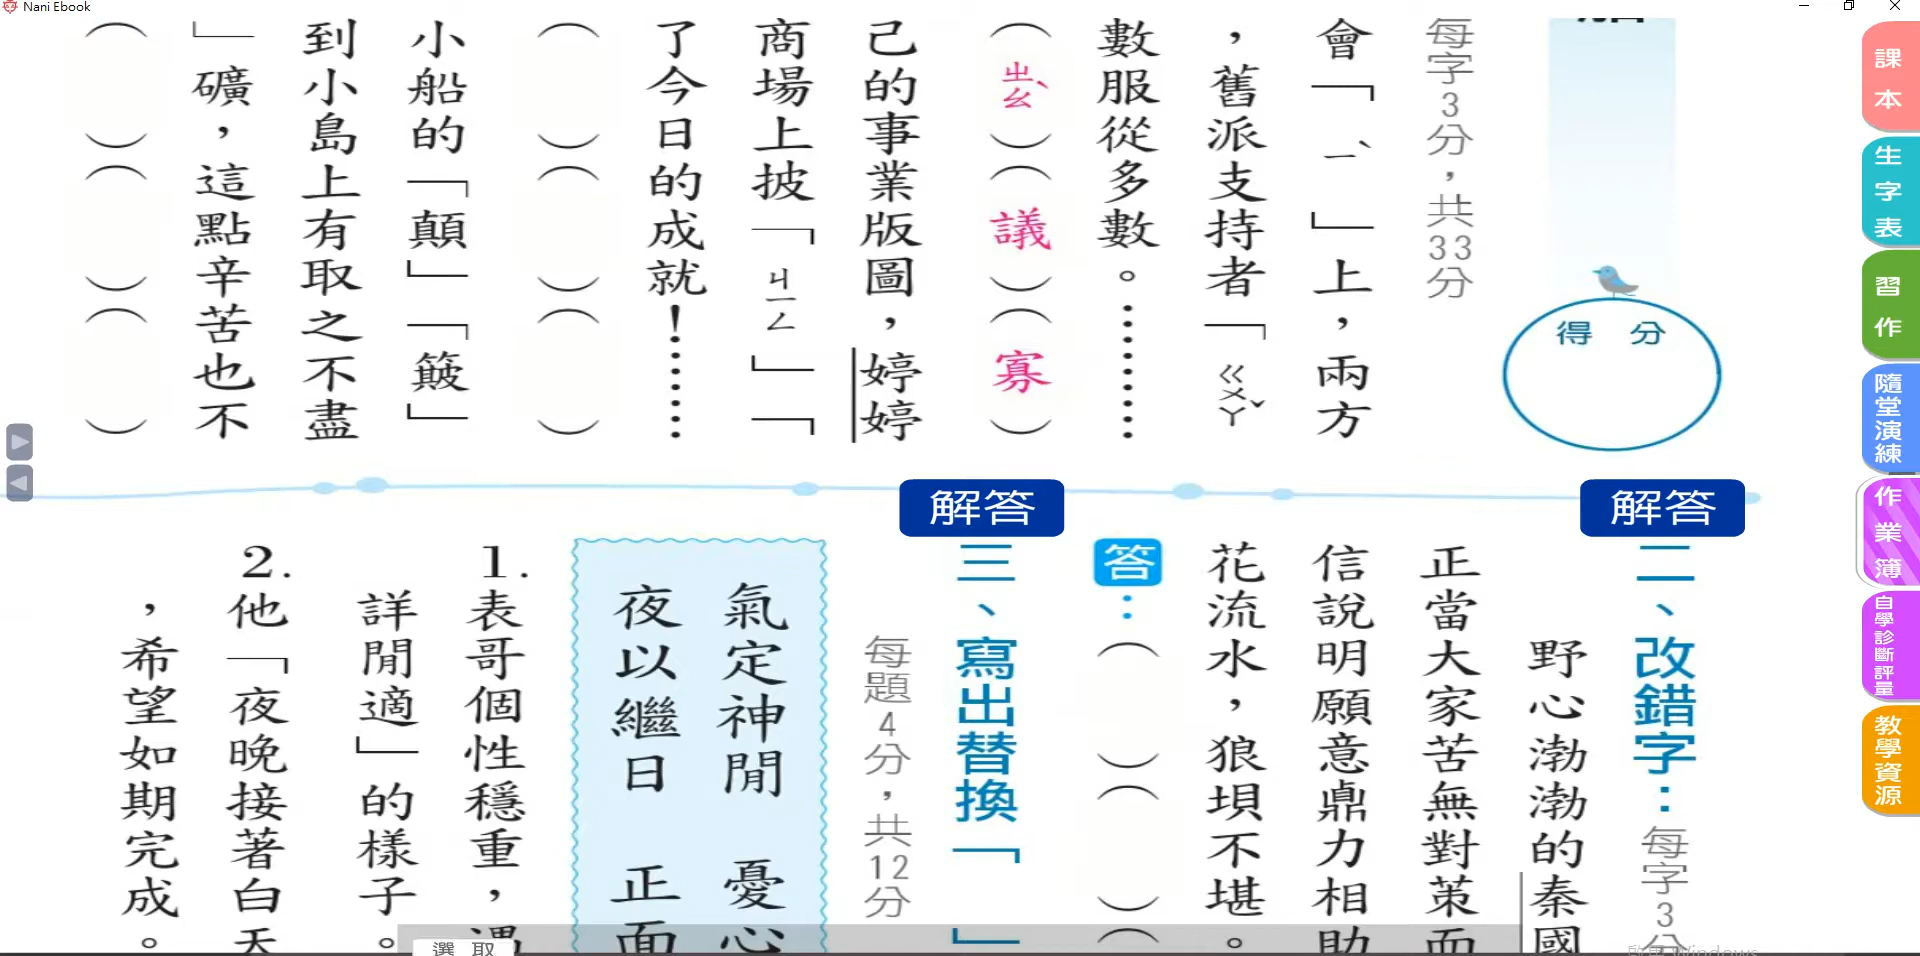 Nani Ebook
得分
每字3分，共33分
會「ㄧˋ」上，兩方
，舊派支持者「ㄍㄨㄚˇ
數服從多數。…………
（ㄓㄠˋ）（議）（寡）
己的事業版圖，婷婷
商場上披「ㄐㄧㄥ」「
了今日的成就！……
（　）（　）（　）
小船的「顛」「簸」
到小島上有取之不盡
」礦，這點辛苦也不
（　）（　）（　）
解答
二、改錯字：每字3分
野心渤渤的秦國
正當大家苦無對策而
信說明願意鼎力相助
花流水，狼埧不堪。
答：（　）（　）（
解答
三、寫出替換「　」
每題4分，共12分
氣定神閒　憂心
夜以繼日　正面
1.表哥個性穩重，遇
詳閒適」的樣子。
2.他「夜晚接著白天
，希望如期完成。
選取
課本
生字表
習作
隨堂演練
作業簿
自學診斷評量
教學資源